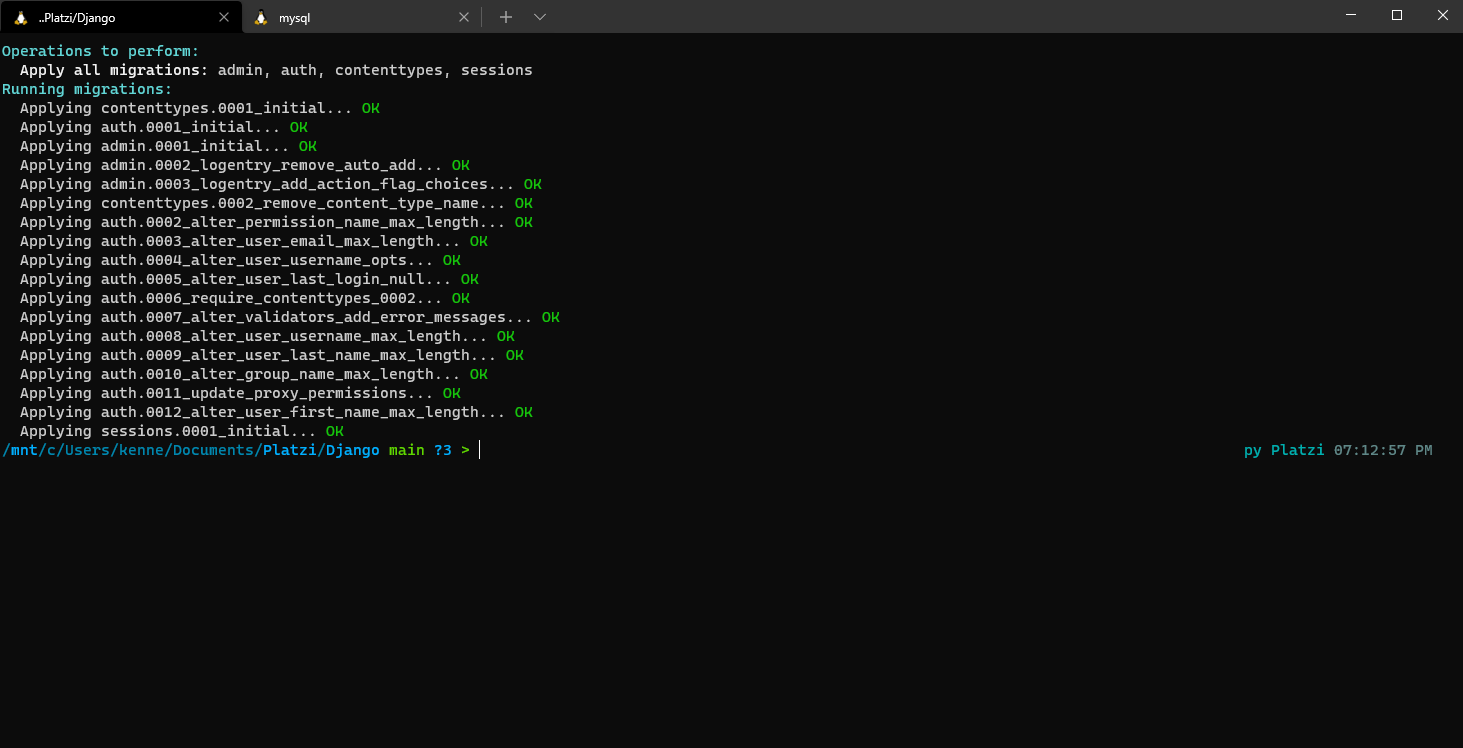 ..Platzi/Django
mysql
Operations to perform:
  Apply all migrations: admin, auth, contenttypes, sessions
Running migrations:
  Applying contenttypes.0001_initial... OK
  Applying auth.0001_initial... OK
  Applying admin.0001_initial... OK
  Applying admin.0002_logentry_remove_auto_add... OK
  Applying admin.0003_logentry_add_action_flag_choices... OK
  Applying contenttypes.0002_remove_content_type_name... OK
  Applying auth.0002_alter_permission_name_max_length... OK
  Applying auth.0003_alter_user_email_max_length... OK
  Applying auth.0004_alter_user_username_opts... OK
  Applying auth.0005_alter_user_last_login_null... OK
  Applying auth.0006_require_contenttypes_0002... OK
  Applying auth.0007_alter_validators_add_error_messages... OK
  Applying auth.0008_alter_user_username_max_length... OK
  Applying auth.0009_alter_user_last_name_max_length... OK
  Applying auth.0010_alter_group_name_max_length... OK
  Applying auth.0011_update_proxy_permissions... OK
  Applying auth.0012_alter_user_first_name_max_length... OK
  Applying sessions.0001_initial... OK
/mnt/c/Users/kenne/Documents/Platzi/Django main ?3 > py Platzi 07:12:57 PM